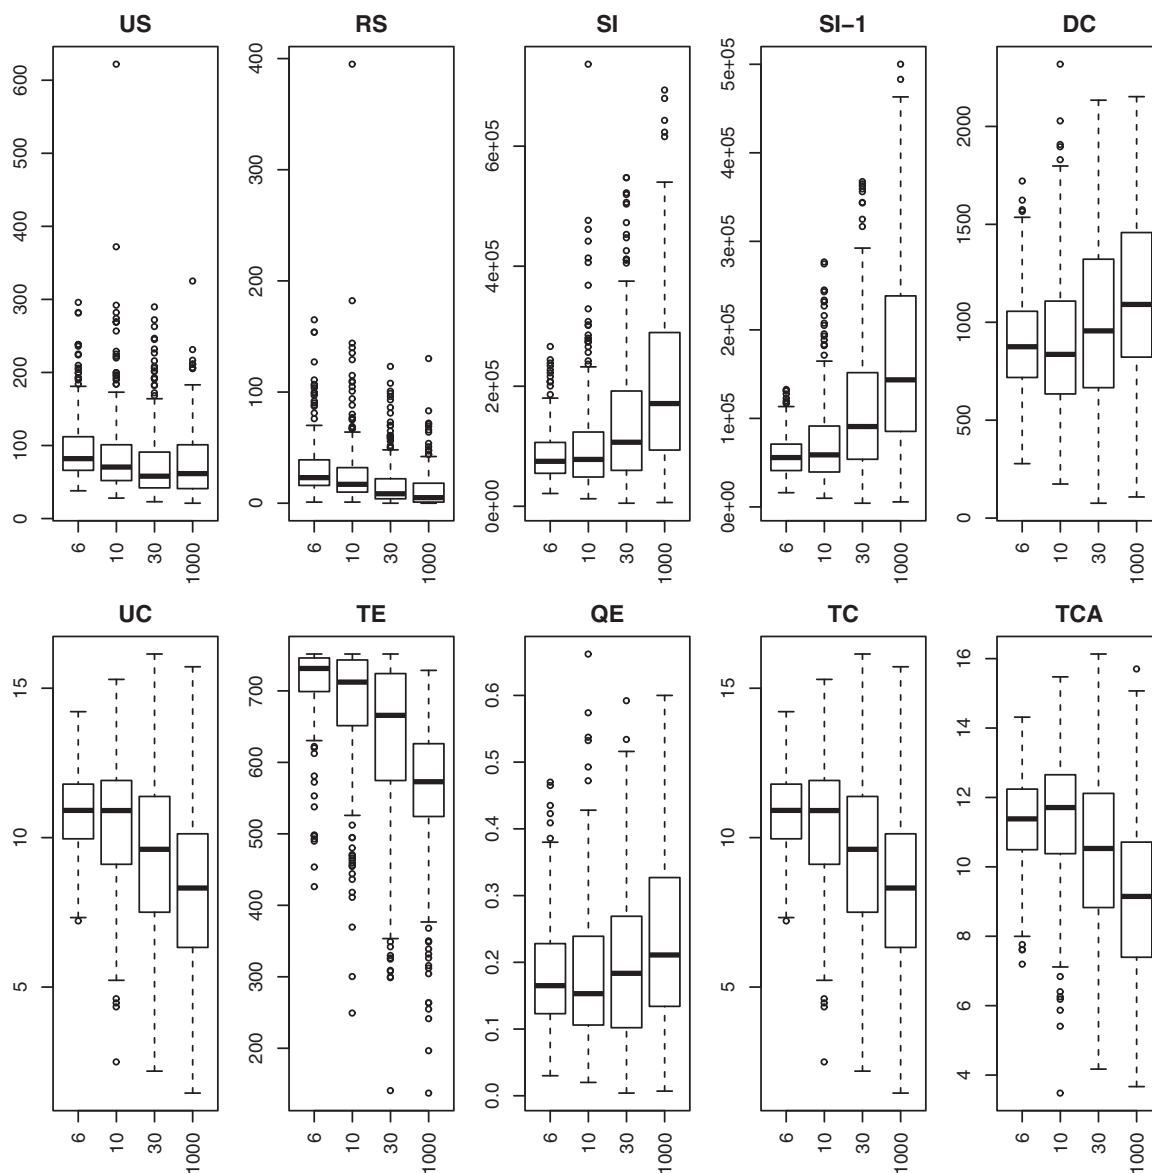 US RS SI SI−1 DC
0 100 200 300 400 500 600
0 100 200 300 400
0e+00 2e+05 4e+05 6e+05
0e+00 1e+05 2e+05 3e+05 4e+05 5e+05
0 500 1000 1500 2000
6 10 30 1000 6 10 30 1000 6 10 30 1000 6 10 30 1000 6 10 30 1000
UC TE QE TC TCA
5 10 15
200 300 400 500 600 700
0.0 0.1 0.2 0.3 0.4 0.5 0.6
5 10 15
4 6 8 10 12 14 16
6 10 30 1000 6 10 30 1000 6 10 30 1000 6 10 30 1000 6 10 30 1000